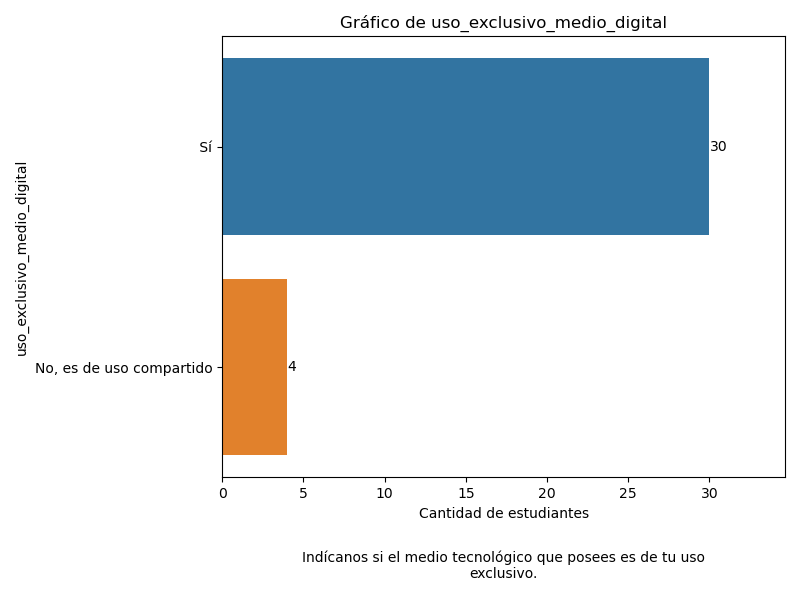 Gráfico de uso_exclusivo_medio_digital
uso_exclusivo_medio_digital
Sí
30
No, es de uso compartido
4
0 5 10 15 20 25 30
Cantidad de estudiantes
Indícanos si el medio tecnológico que posees es de tu uso
exclusivo.